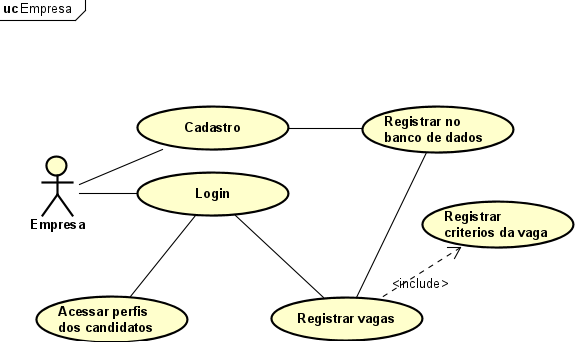 uc Empresa
Cadastro
Registrar no
banco de dados
Login
Empresa
Registrar
criterios da vaga
<include>
Acessar perfis
dos candidatos
Registrar vagas